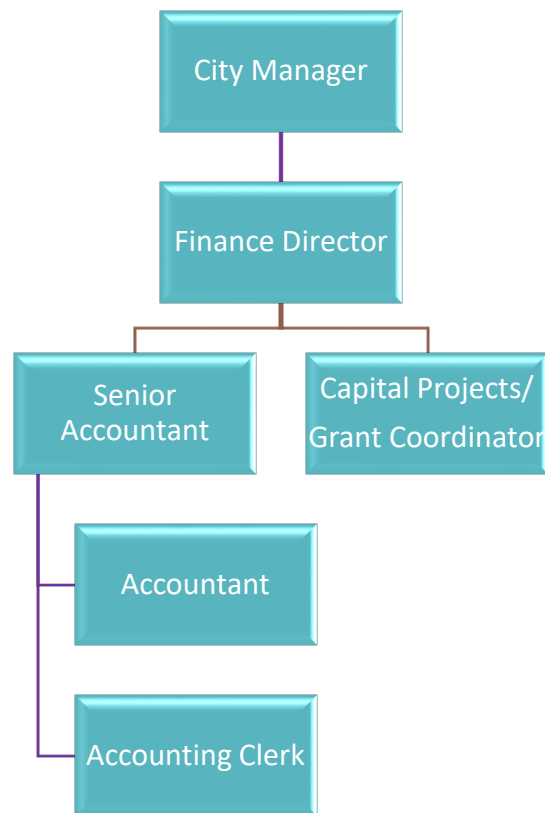 City Manager
Finance Director
Senior
Accountant
Capital Projects/
Grant Coordinator
Accountant
Accounting Clerk